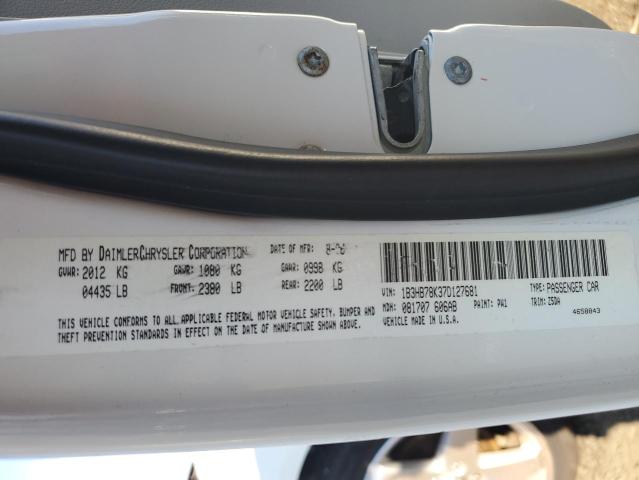 MFD BY DAIMLERCHRYSLER CORPORATION DATE OF MFR
GVWR: 2012 KG GAWR: 1080 KG GAWR: 0998 KG
04435 LB FRONT: 2380 LB REAR: 2200 LB
THIS VEHICLE CONFORMS TO ALL APPLICABLE FEDERAL MOTOR VEHICLE SAFETY, BUMPER AND
THEFT PREVENTION STANDARDS IN EFFECT ON THE DATE OF MANUFACTURE SHOWN ABOVE.
VIN: 1B3HB78K37D127681 TYPE: PASSENGER CAR
MDH: 081707 606AB PAINT: PA1 TRIM: Z5DA
VEHICLE MADE IN U.S.A. 4658843